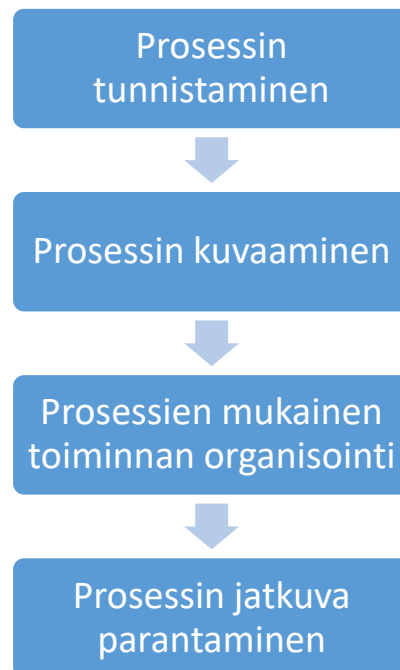 Prosessin
tunnistaminen
Prosessin kuvaaminen
Prosessien mukainen
toiminnan organisointi
Prosessin jatkuva
parantaminen